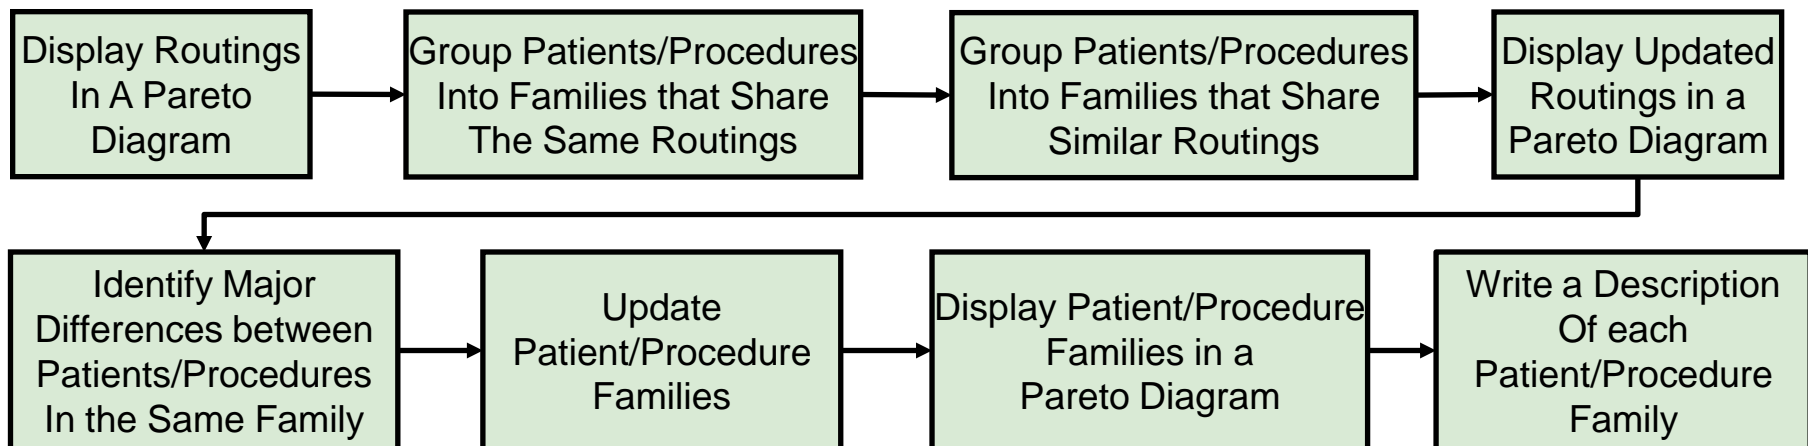 Display Routings
In A Pareto
Diagram
Group Patients/Procedures
Into Families that Share
The Same Routings
Group Patients/Procedures
Into Families that Share
Similar Routings
Display Updated
Routings in a
Pareto Diagram
Identify Major
Differences between
Patients/Procedures
In the Same Family
Update
Patient/Procedure
Families
Display Patient/Procedure
Families in a
Pareto Diagram
Write a Description
Of each
Patient/Procedure
Family